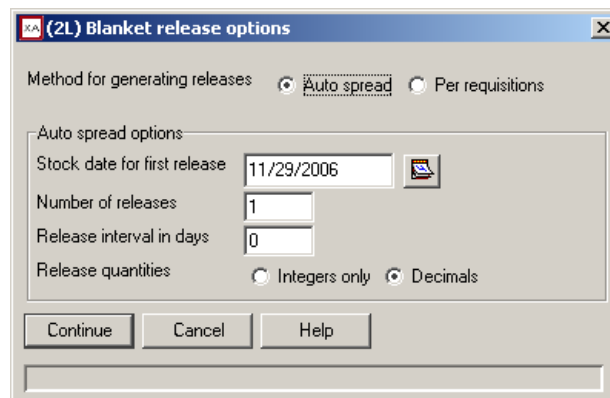 XA (2L) Blanket release options
Method for generating releases Auto spread Per requisitions
Auto spread options
Stock date for first release 11/29/2006
Number of releases 1
Release interval in days 0
Release quantities Integers only Decimals
Continue Cancel Help